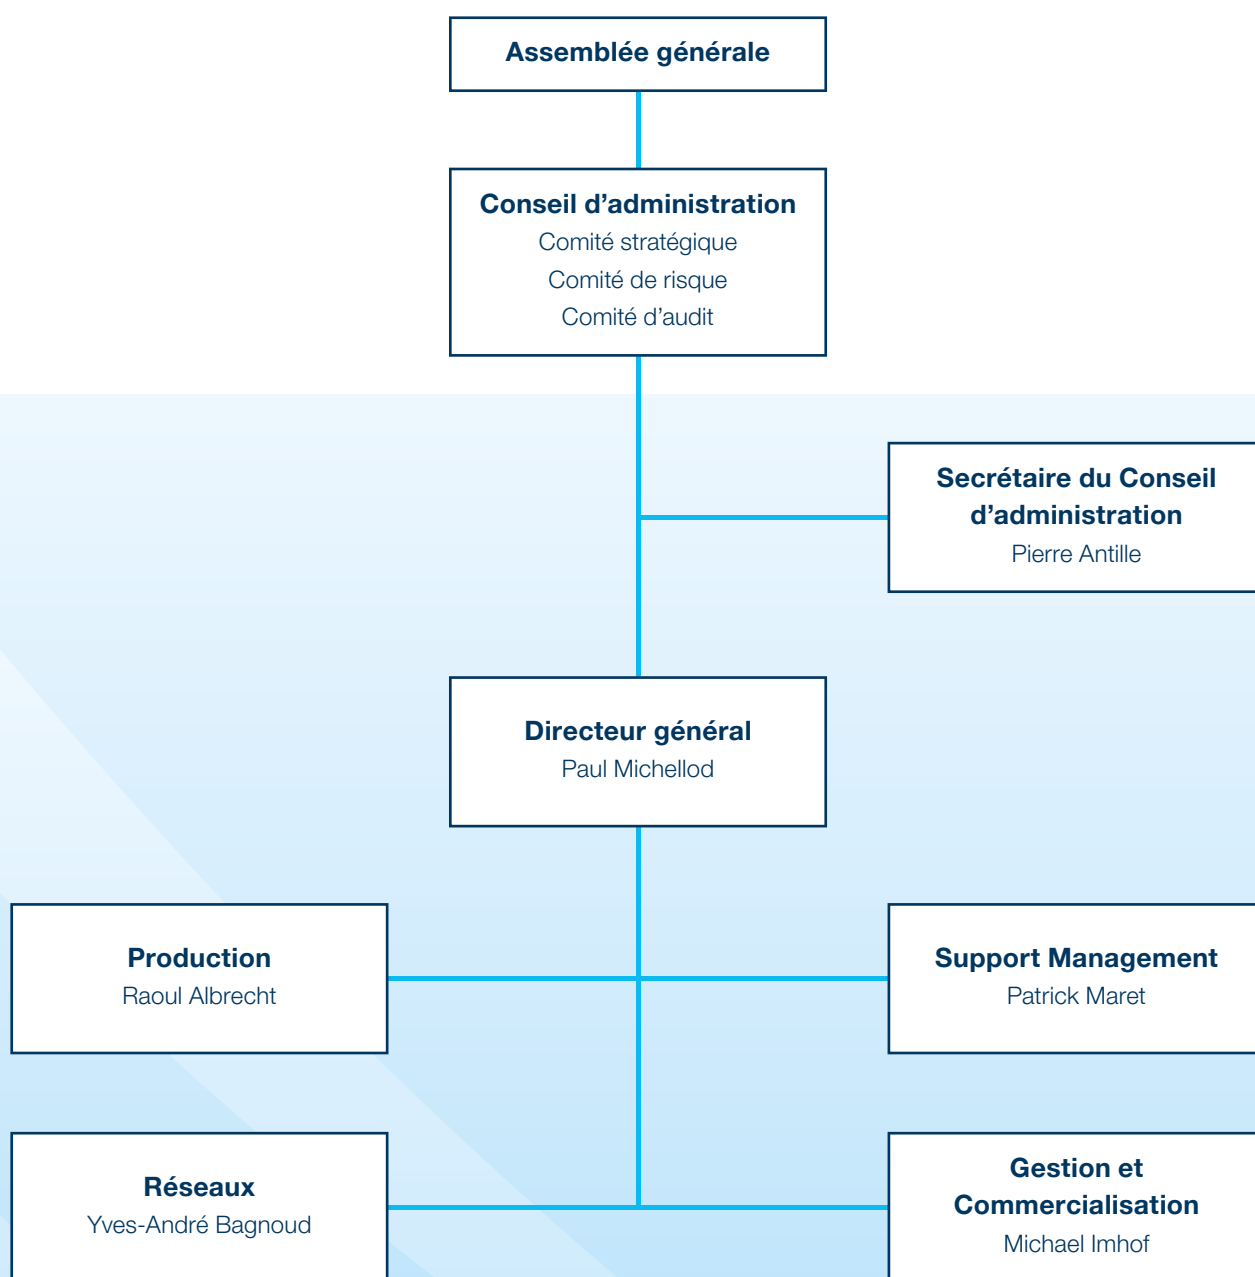 Assemblée générale
Conseil d’administration
Comité stratégique
Comité de risque
Comité d’audit
Secrétaire du Conseil
d’administration
Pierre Antille
Directeur général
Paul Michellod
Production
Raoul Albrecht
Support Management
Patrick Maret
Réseaux
Yves-André Bagnoud
Gestion et
Commercialisation
Michael Imhof